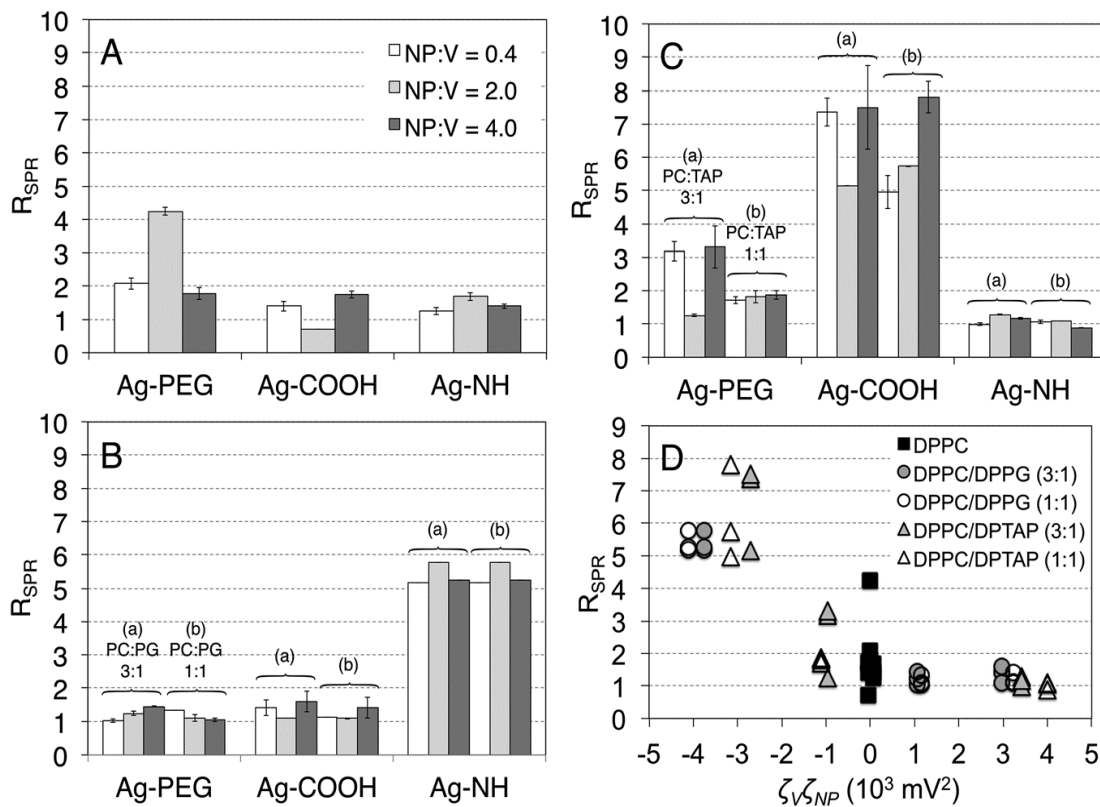 A
NP:V = 0.4
NP:V = 2.0
NP:V = 4.0
10
9
8
7
6
5
4
3
2
1
0
R_SPR
Ag-PEG Ag-COOH Ag-NH
B
10
9
8
7
6
5
4
3
2
1
0
R_SPR
(a)
PC:PG
3:1
(b)
PC:PG
1:1
(a)
(b)
(a)
(b)
Ag-PEG Ag-COOH Ag-NH
C
10
9
8
7
6
5
4
3
2
1
0
R_SPR
(a)
PC:TAP
3:1
(b)
PC:TAP
1:1
(a)
(b)
(a)
(b)
Ag-PEG Ag-COOH Ag-NH
D
DPPC
DPPC/DPPG (3:1)
DPPC/DPPG (1:1)
DPPC/DPTAP (3:1)
DPPC/DPTAP (1:1)
9
8
7
6
5
4
3
2
1
0
R_SPR
-5 -4 -3 -2 -1 0 1 2 3 4 5
ζ_Vζ_NP (10³ mV²)